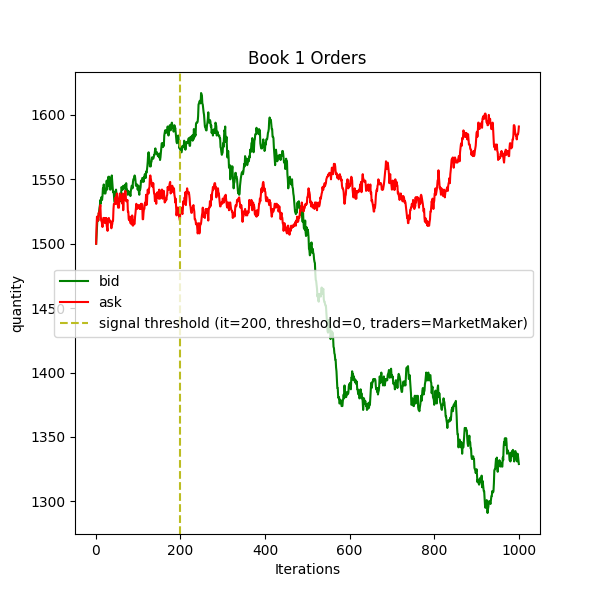 Book 1 Orders
1600
1550
1500
1450
1400
1350
1300
quantity
bid
ask
signal threshold (it=200, threshold=0, traders=MarketMaker)
0 200 400 600 800 1000
Iterations